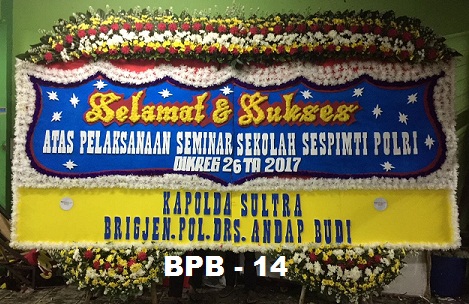 Selamat & Sukses
ATAS PELAKSANAAN SEMINAR SEKOLAH SESPIMTI POLRI
DIKREG 26 TA 2017
KAPOLDA SULTRA
BRIGJEN.POL.DRS. ANDAP BUDI
BPB - 14